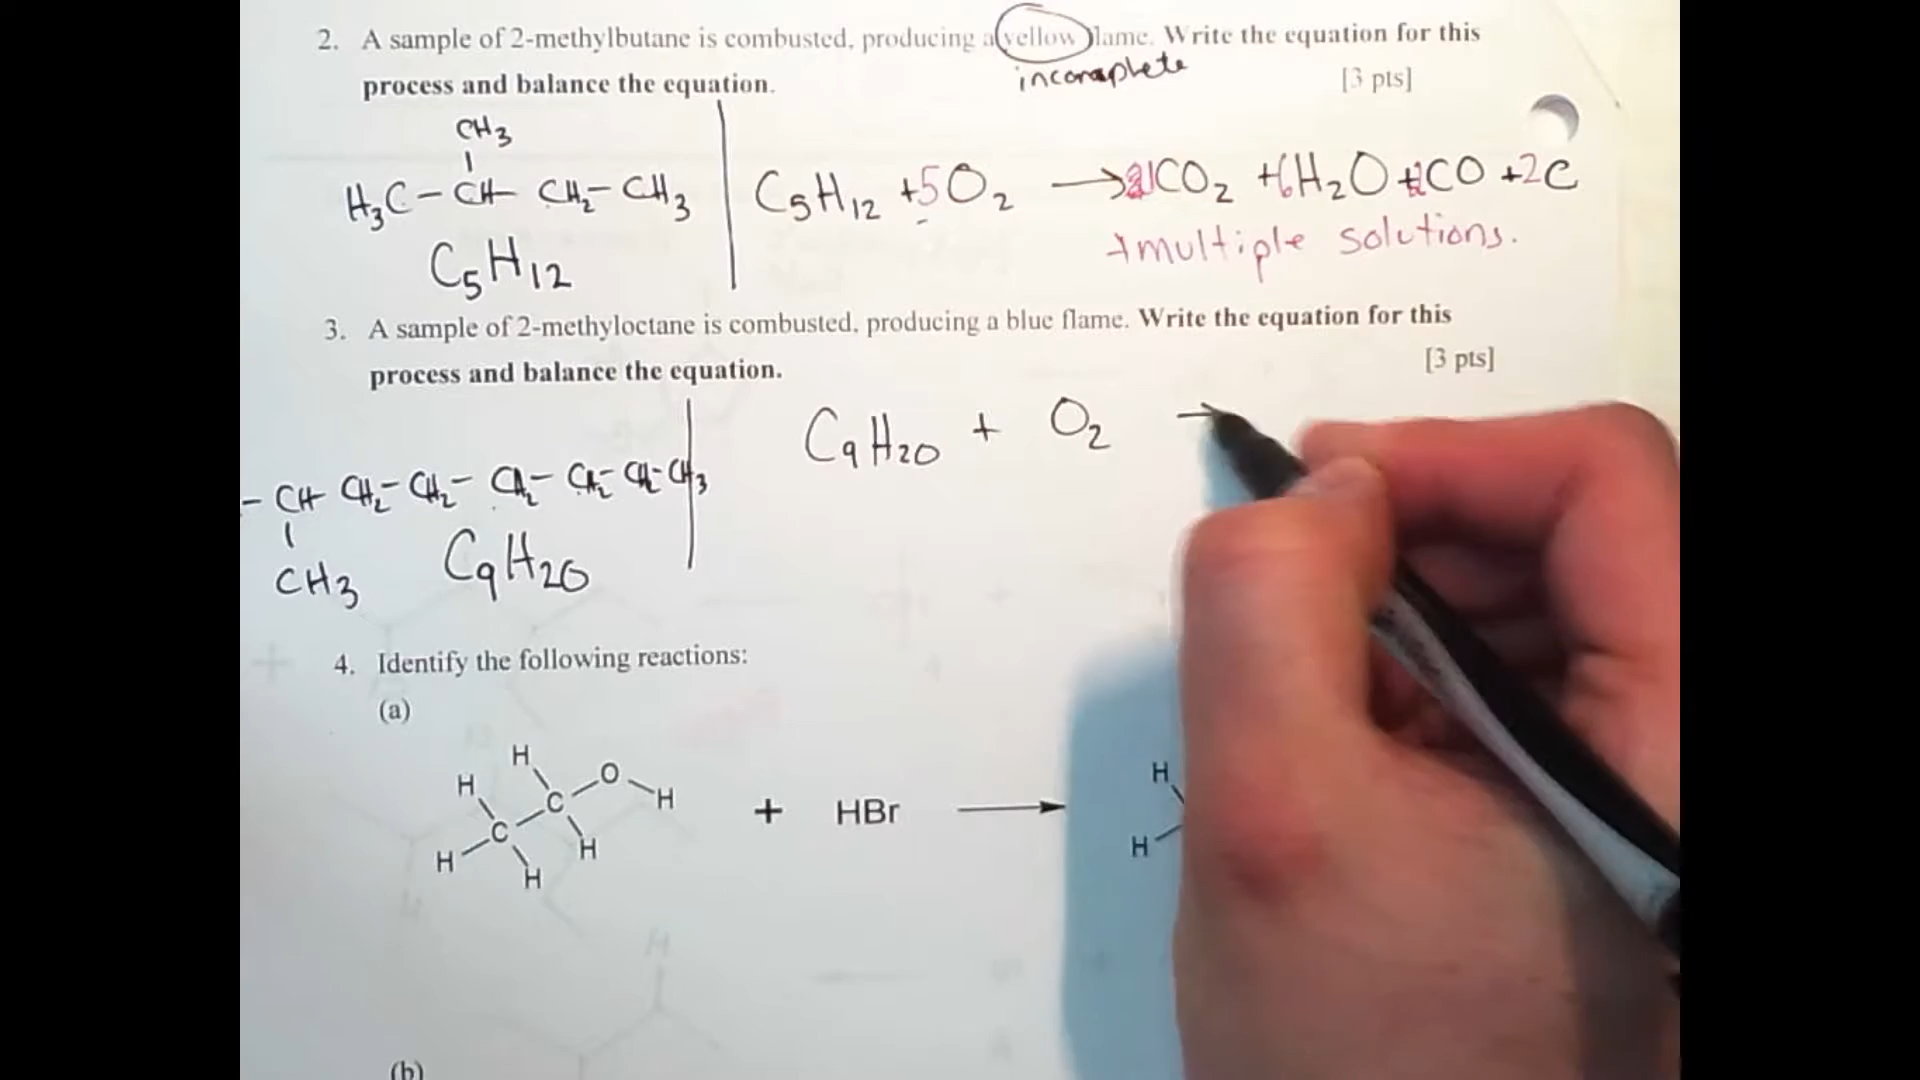 2. A sample of 2-methylbutane is combusted, producing a yellow flame. Write the equation for this
incomplete
process and balance the equation. [3 pts]
CH3
H3C-CH-CH2-CH3
C5H12 +5O2 → CO2 +6H2O + CO +2C
C5H12
+multiple solutions.
3. A sample of 2-methyloctane is combusted, producing a blue flame. Write the equation for this
process and balance the equation. [3 pts]
C9H20 + O2 →
-CH-CH2-CH2-CH2-CH2-CH2-CH3
CH3
C9H20
4. Identify the following reactions:
(a)
H H O H
C C
H H H
+ HBr
H
H
(b)